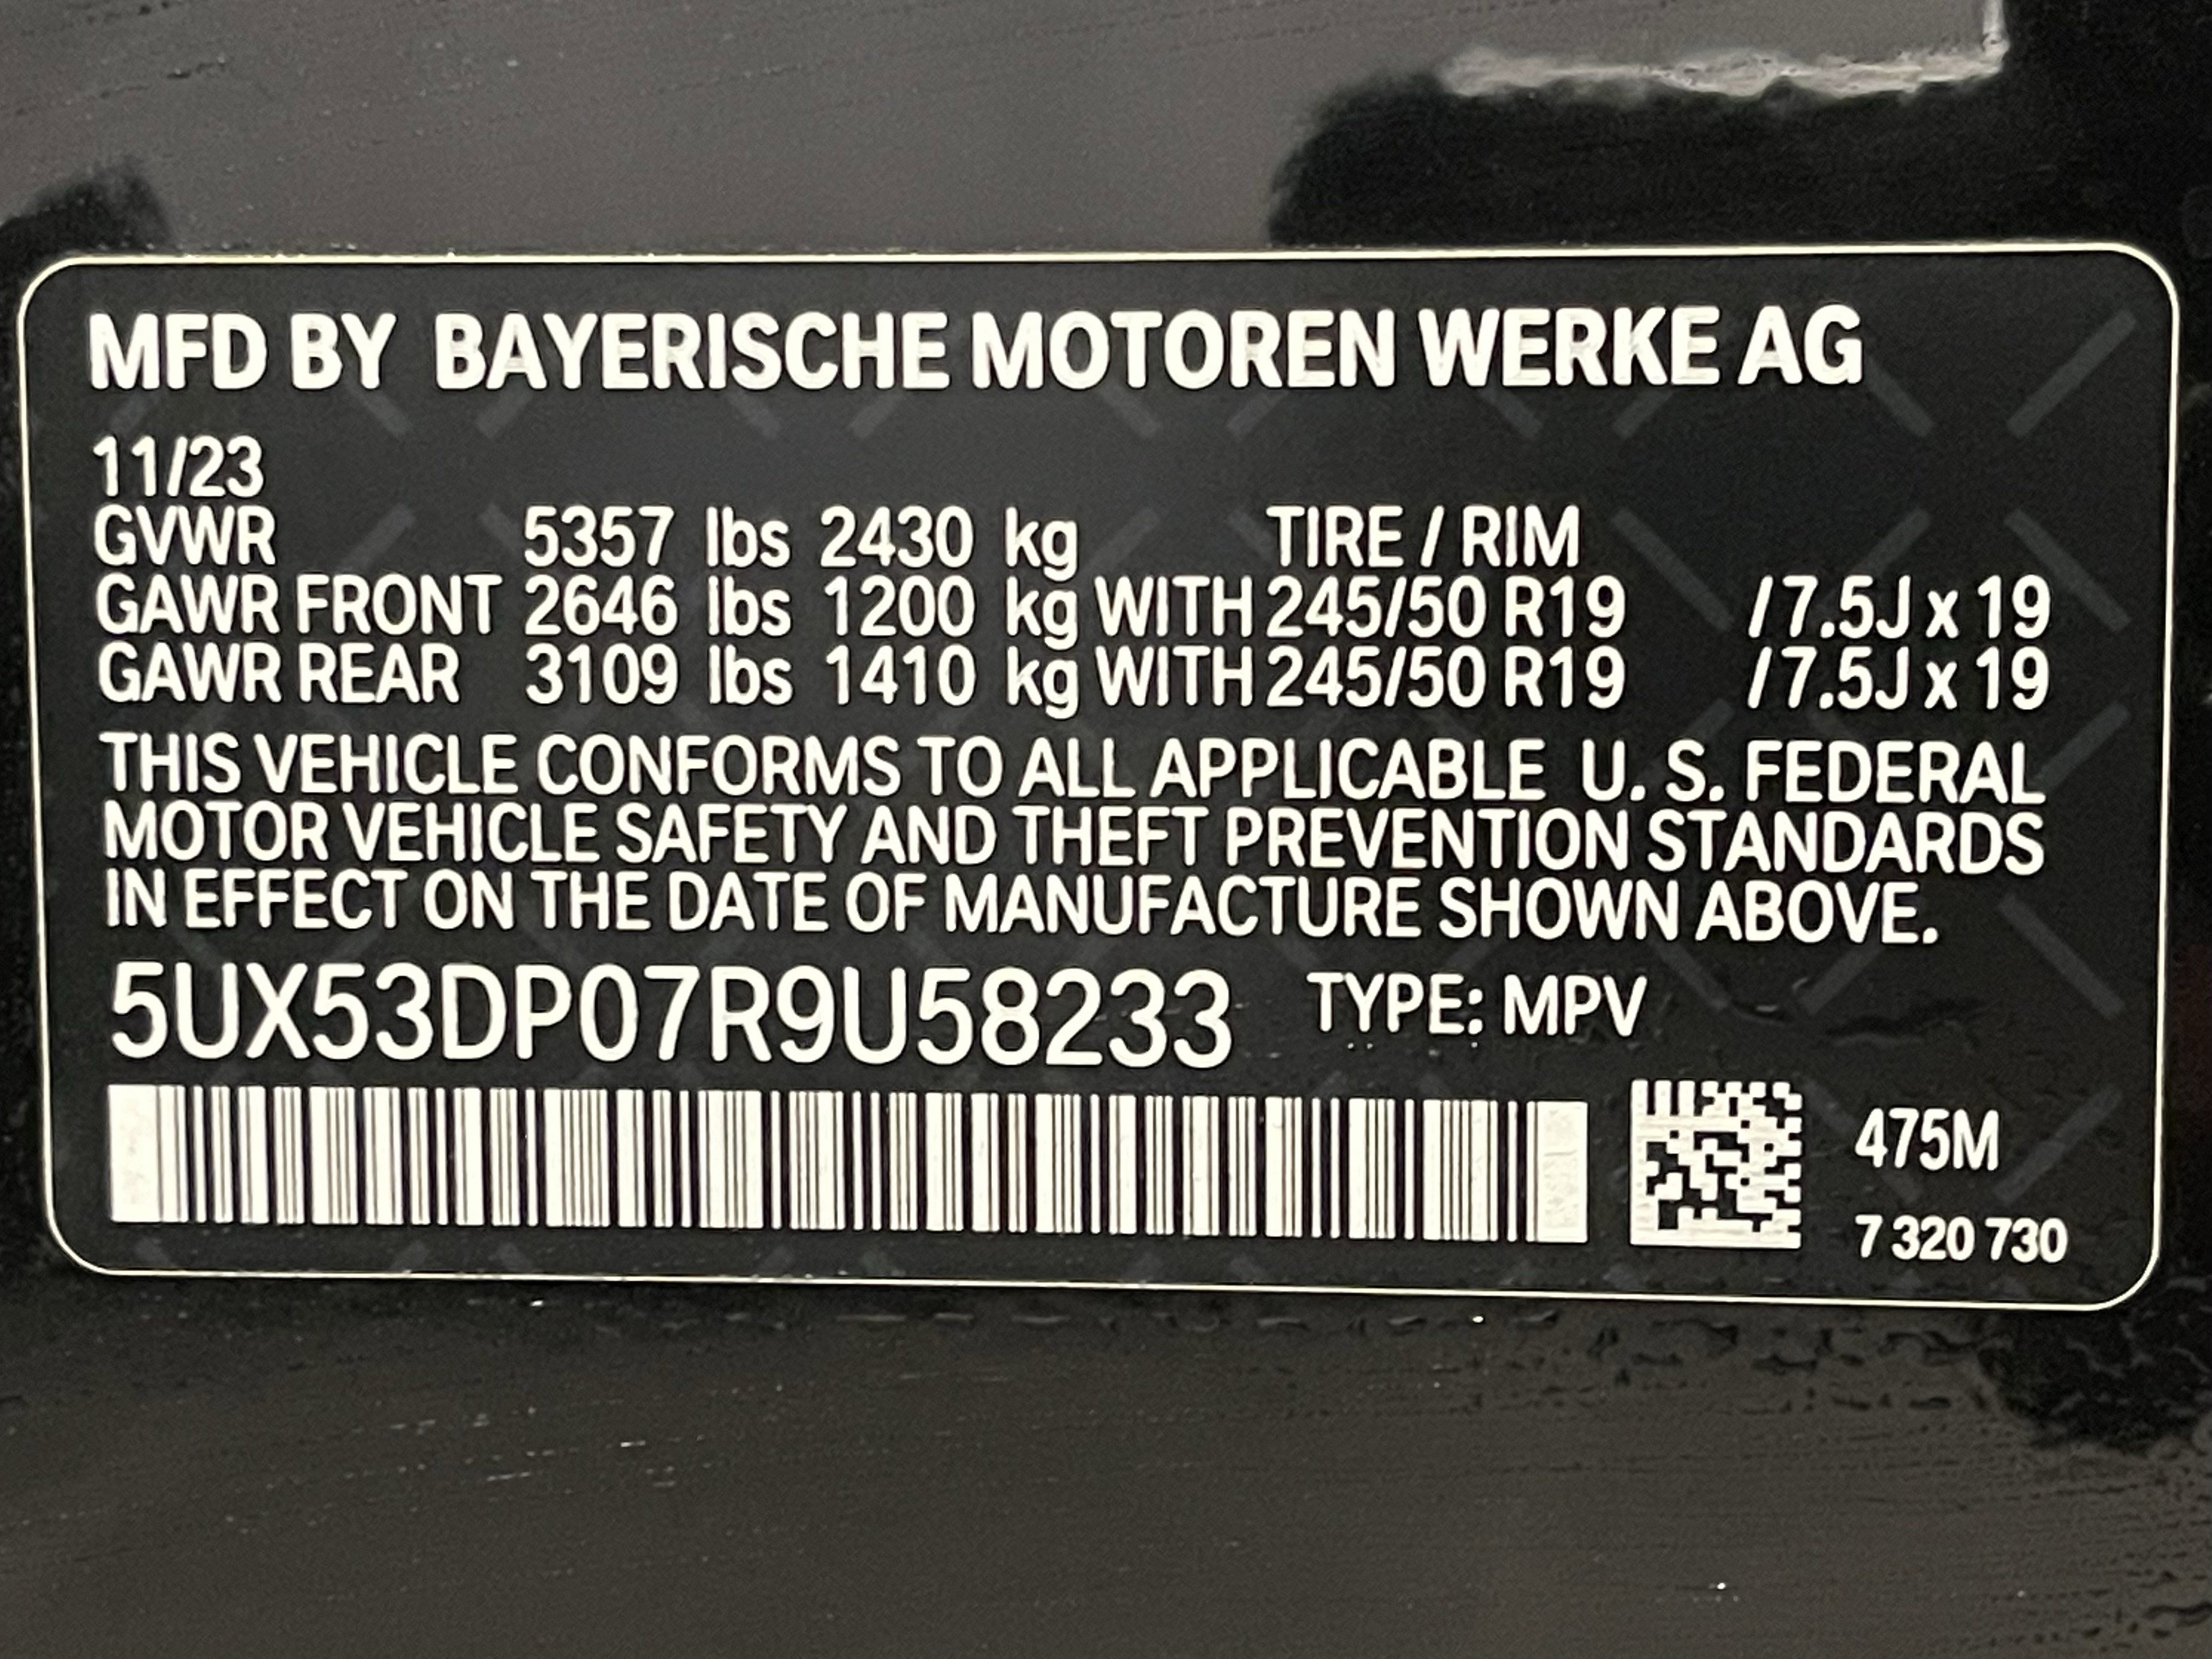 MFD BY BAYERISCHE MOTOREN WERKE AG
11/23
GVWR 5357 lbs 2430 kg TIRE / RIM
GAWR FRONT 2646 lbs 1200 kg WITH 245/50 R19 / 7.5J x 19
GAWR REAR 3109 lbs 1410 kg WITH 245/50 R19 / 7.5J x 19
THIS VEHICLE CONFORMS TO ALL APPLICABLE U. S. FEDERAL
MOTOR VEHICLE SAFETY AND THEFT PREVENTION STANDARDS
IN EFFECT ON THE DATE OF MANUFACTURE SHOWN ABOVE.
5UX53DP07R9U58233 TYPE: MPV
475M
7 320 730